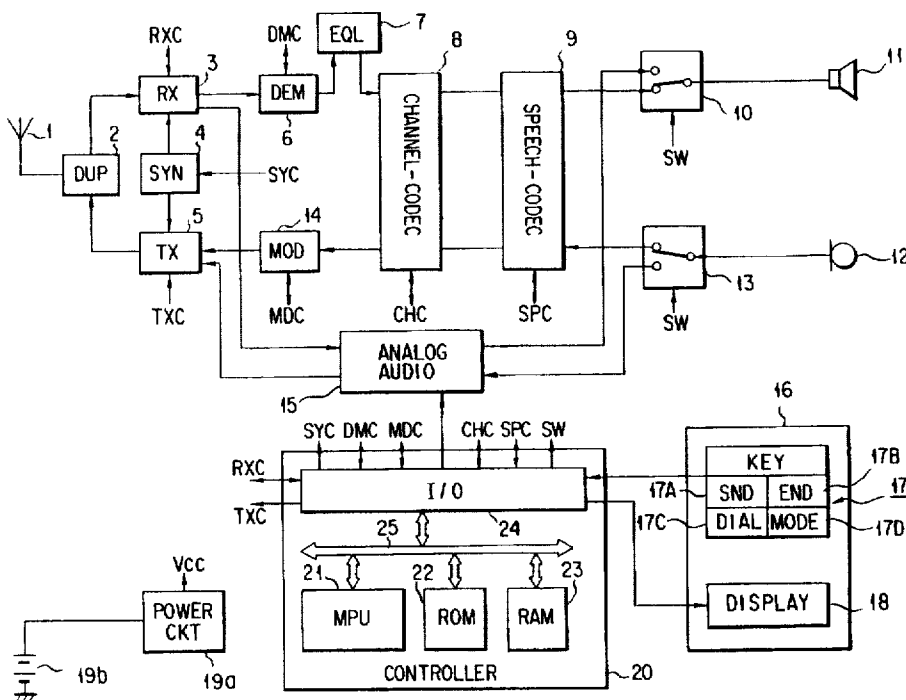 RXC
DMC
7
EQL
3
8
9
11
RX
DEM
1
2
4
6
10
DUP
SYN
SYC
CHANNEL-CODEC
SPEECH-CODEC
SW
5
14
TX
MOD
12
13
TXC
MDC
CHC
SPC
SW
ANALOG
AUDIO
15
16
SYC DMC MDC CHC SPC SW
KEY
17B
RXC
I/O
17A
SND
END
17
TXC
24
17C
DIAL
MODE
17D
25
VCC
21
22
23
POWER
CKT
MPU
ROM
RAM
DISPLAY
18
19b
19a
CONTROLLER
20